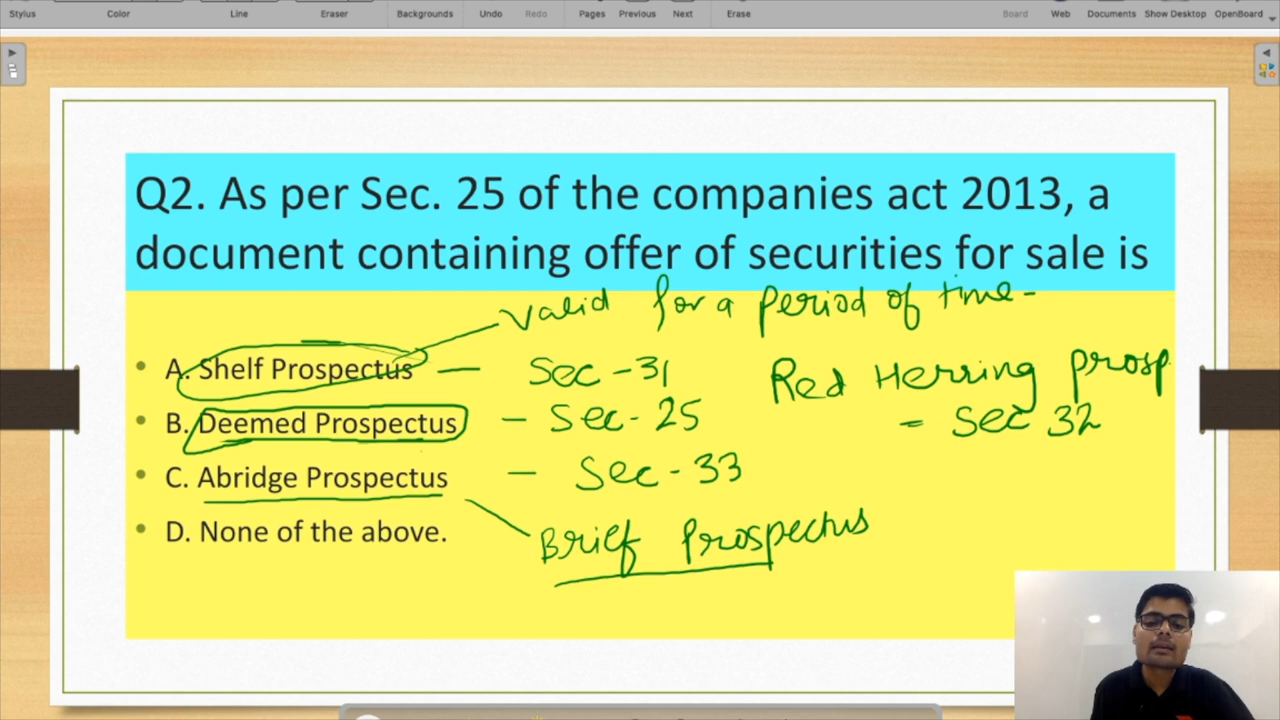 Stylus Color Line Eraser Backgrounds Undo Redo Pages Previous Next Erase Board Web Documents Show Desktop OpenBoard
Q2. As per Sec. 25 of the companies act 2013, a
document containing offer of securities for sale is
valid for a period of time-
A. Shelf Prospectus — Sec -31 Red Herring prosp
B. Deemed Prospectus — Sec - 25 - Sec 32
C. Abridge Prospectus — Sec - 33
D. None of the above. Brief Prospectus